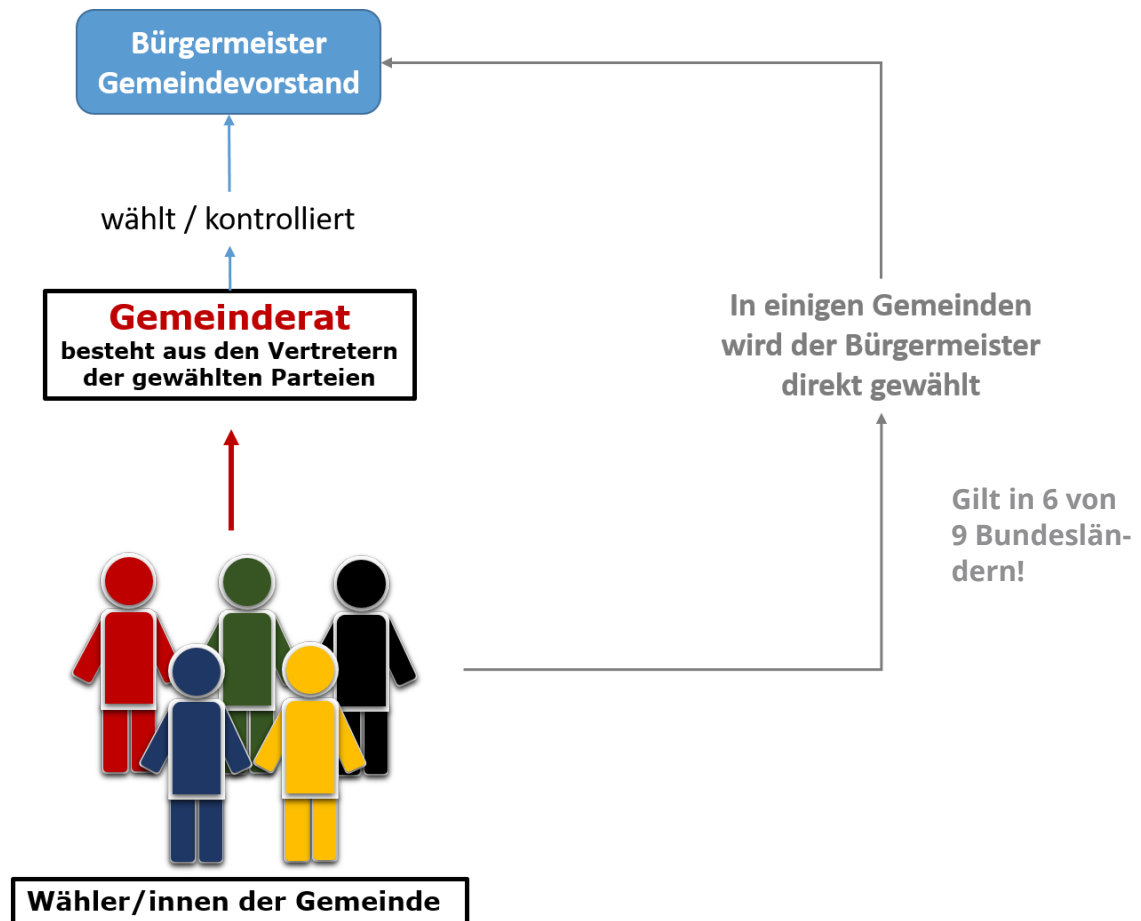 Bürgermeister
Gemeindevorstand
wählt / kontrolliert
Gemeinderat
besteht aus den Vertretern
der gewählten Parteien
In einigen Gemeinden
wird der Bürgermeister
direkt gewählt
Gilt in 6 von
9 Bundeslän-
dern!
Wähler/innen der Gemeinde